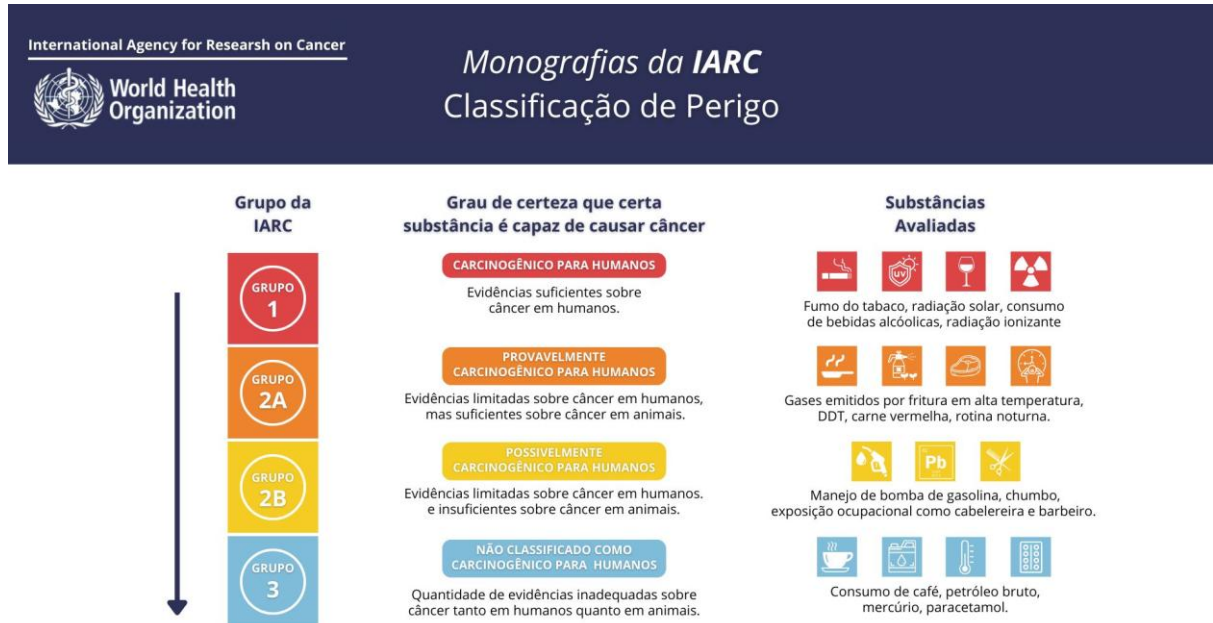 International Agency for Researsh on Cancer
World Health
Organization
Monografias da IARC
Classificação de Perigo
Grupo da
IARC
Grau de certeza que certa
substância é capaz de causar câncer
Substâncias
Avaliadas
GRUPO
1
CARCINOGÊNICO PARA HUMANOS
Evidências suficientes sobre
câncer em humanos.
UV
Fumo do tabaco, radiação solar, consumo
de bebidas alcóolicas, radiação ionizante
GRUPO
2A
PROVAVELMENTE
CARCINOGÊNICO PARA HUMANOS
Evidências limitadas sobre câncer em humanos,
mas suficientes sobre câncer em animais.
Gases emitidos por fritura em alta temperatura,
DDT, carne vermelha, rotina noturna.
GRUPO
2B
POSSIVELMENTE
CARCINOGÊNICO PARA HUMANOS
Evidências limitadas sobre câncer em humanos.
e insuficientes sobre câncer em animais.
Pb
Manejo de bomba de gasolina, chumbo,
exposição ocupacional como cabelereira e barbeiro.
GRUPO
3
NÃO CLASSIFICADO COMO
CARCINOGÊNICO PARA HUMANOS
Quantidade de evidências inadequadas sobre
câncer tanto em humanos quanto em animais.
Consumo de café, petróleo bruto,
mercúrio, paracetamol.